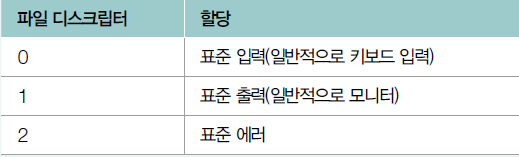 파일 디스크립터 할당
0 표준 입력(일반적으로 키보드 입력)
1 표준 출력(일반적으로 모니터)
2 표준 에러